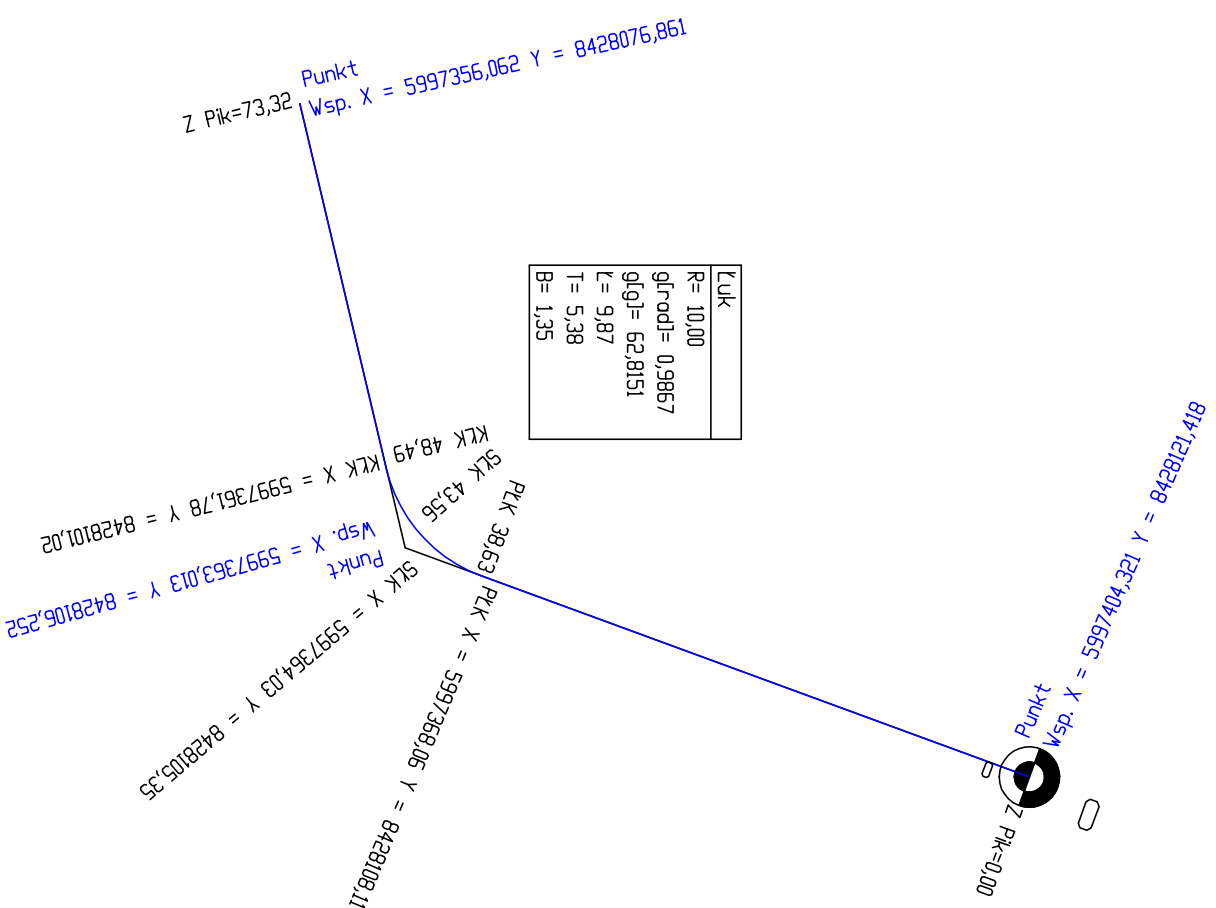 Punkt
Wsp. X = 5997356,062 Y = 8428076,861
Z Pik=73,32
Łuk
R= 10,00
g[rad]= 0,9867
g[g]= 62,8151
Ł= 9,87
T= 5,38
B= 1,35
KŁK 48,49
KŁK X = 5997361,78 Y = 8428101,02
SŁK 43,56
SŁK X = 5997364,03 Y = 8428105,35
PŁK 38,63
PŁK X = 5997368,06 Y = 8428108,11
Punkt
Wsp. X = 5997363,013 Y = 8428106,252
Punkt
Wsp. X = 5997404,321 Y = 8428121,418
Z Pik=0,00